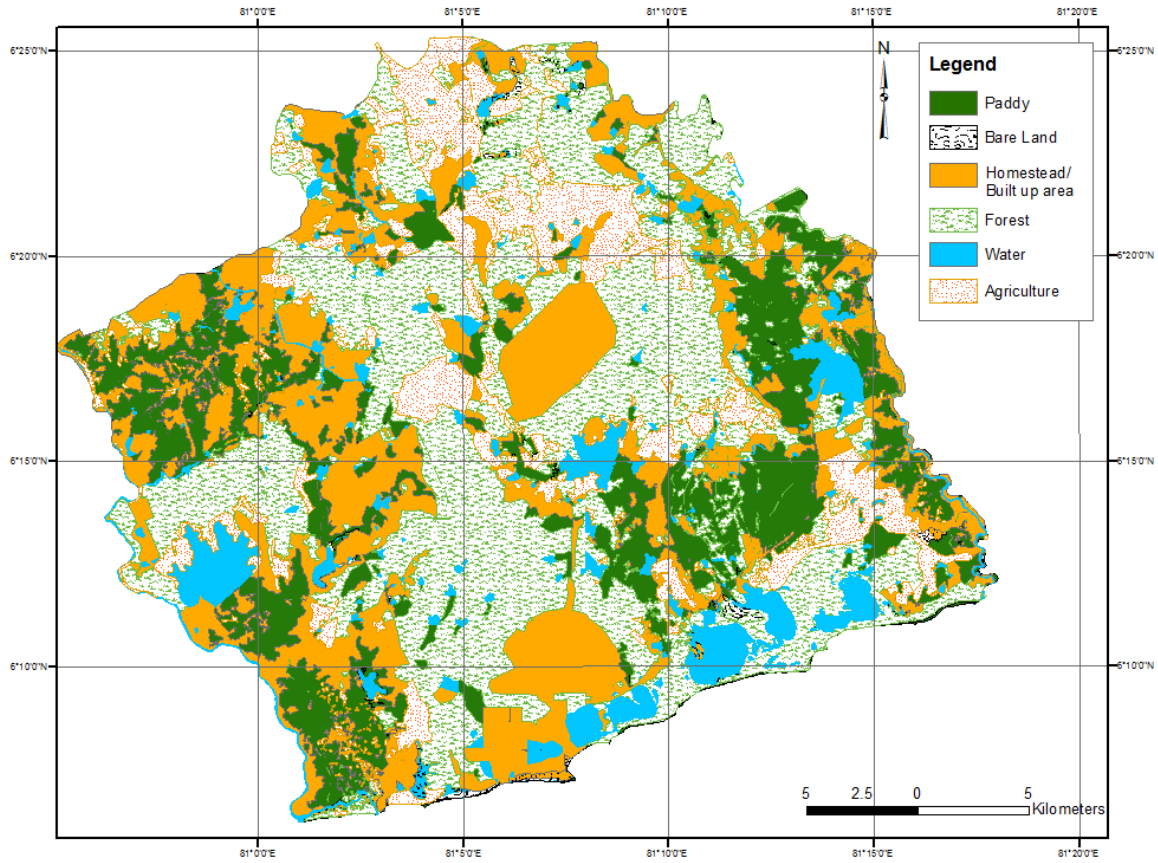 81°0'0"E 81°5'0"E 81°10'0"E 81°15'0"E 81°20'0"E
6°25'0"N 6°25'0"N
N
Legend
Paddy
Bare Land
Homestead/
Built up area
Forest
Water
Agriculture
6°20'0"N 6°20'0"N
6°15'0"N 6°15'0"N
6°10'0"N 6°10'0"N
5 2.5 0 5
Kilometers
81°0'0"E 81°5'0"E 81°10'0"E 81°15'0"E 81°20'0"E